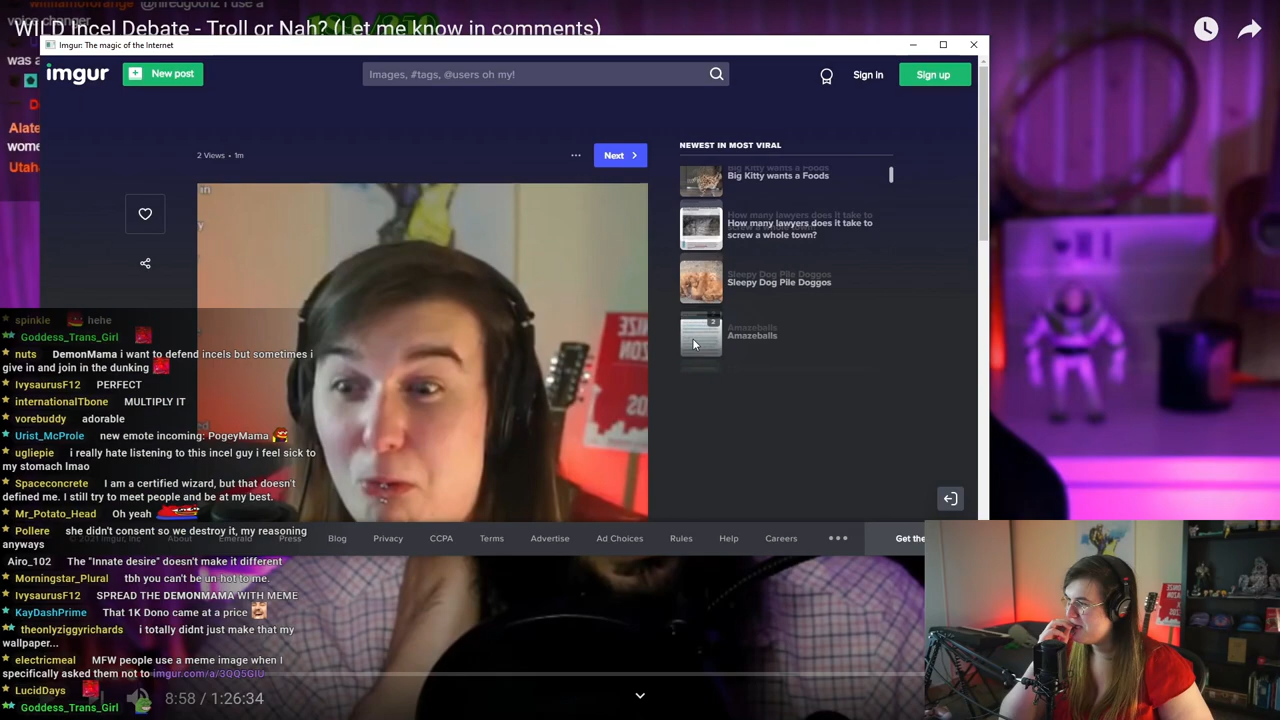 WILD Incel Debate - Troll or Nah? (Let me know in comments)
Imgur: The magic of the Internet
imgur
New post
Images, #tags, @users oh my!
Sign in
Sign up
2 Views • 1m
Next
NEWEST IN MOST VIRAL
Big Kitty wants a Foods
How many lawyers does it take to
screw a whole town?
Sleepy Dog Pile Doggos
Amazeballs
spinkle hehe
Goddess_Trans_Girl
nuts DemonMama i want to defend incels but sometimes i
give in and join in the dunking
IvysaurusF12 PERFECT
internationalTbone MULTIPLY IT
vorebuddy adorable
Urist_McProle new emote incoming: PogeyMama
ugliepie i really hate listening to this incel guy i feel sick to
my stomach lmao
Spaceconcrete I am a certified wizard, but that doesn't
defined me. I still try to meet people and be at my best.
Mr_Potato_Head Oh yeah
Pollere she didn't consent so we destroy it, my reasoning
anyways
Airo_102 The "Innate desire" doesn't make it different
Morningstar_Plural tbh you can't be un-hot to me.
IvysaurusF12 SPREAD THE DEMONMAMA WITH MEME
KayDashPrime That 1K Dono came at a price
theonlyziggyrichards i totally didnt just make that my
wallpaper...
electricmeal MFW people use a meme image when I
specifically asked them not to imgur.com/a/3QQ5GIU
LucidDays
Goddess_Trans_Girl
About Emerald Press Blog Privacy CCPA Terms Advertise Ad Choices Rules Help Careers ••• Get the
8:58 / 1:26:34